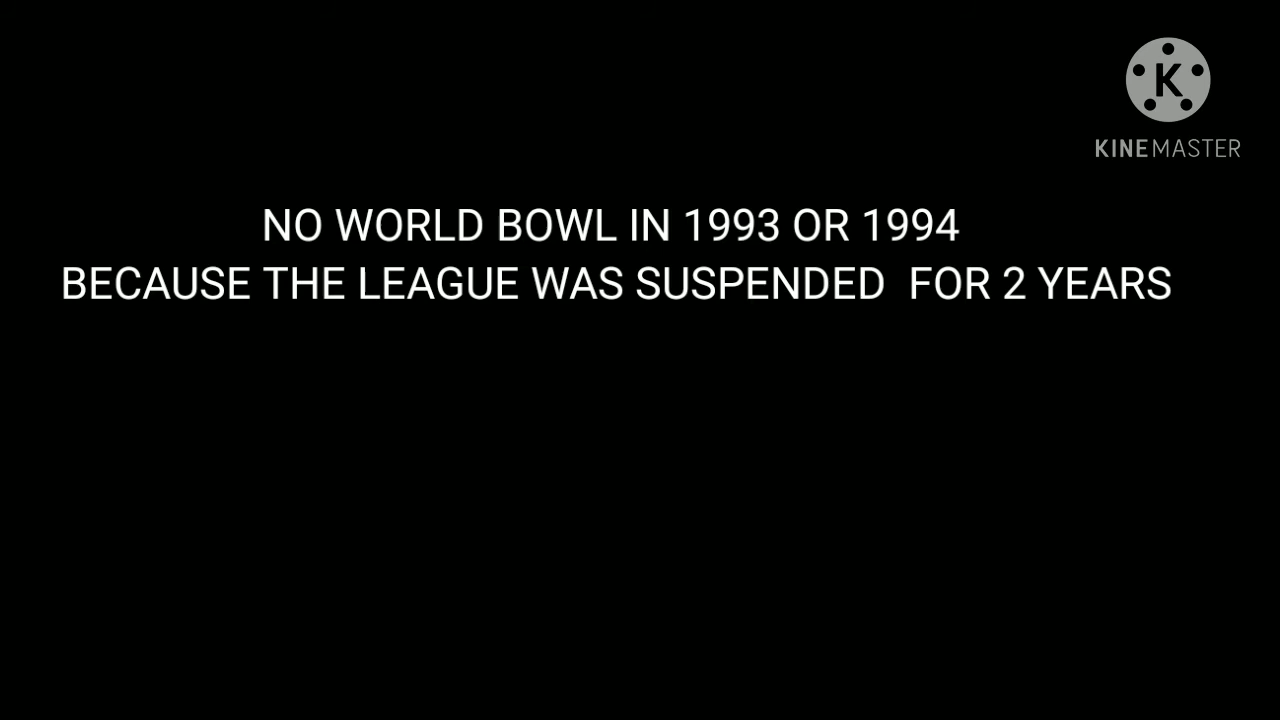 K
KINEMASTER
NO WORLD BOWL IN 1993 OR 1994
BECAUSE THE LEAGUE WAS SUSPENDED  FOR 2 YEARS